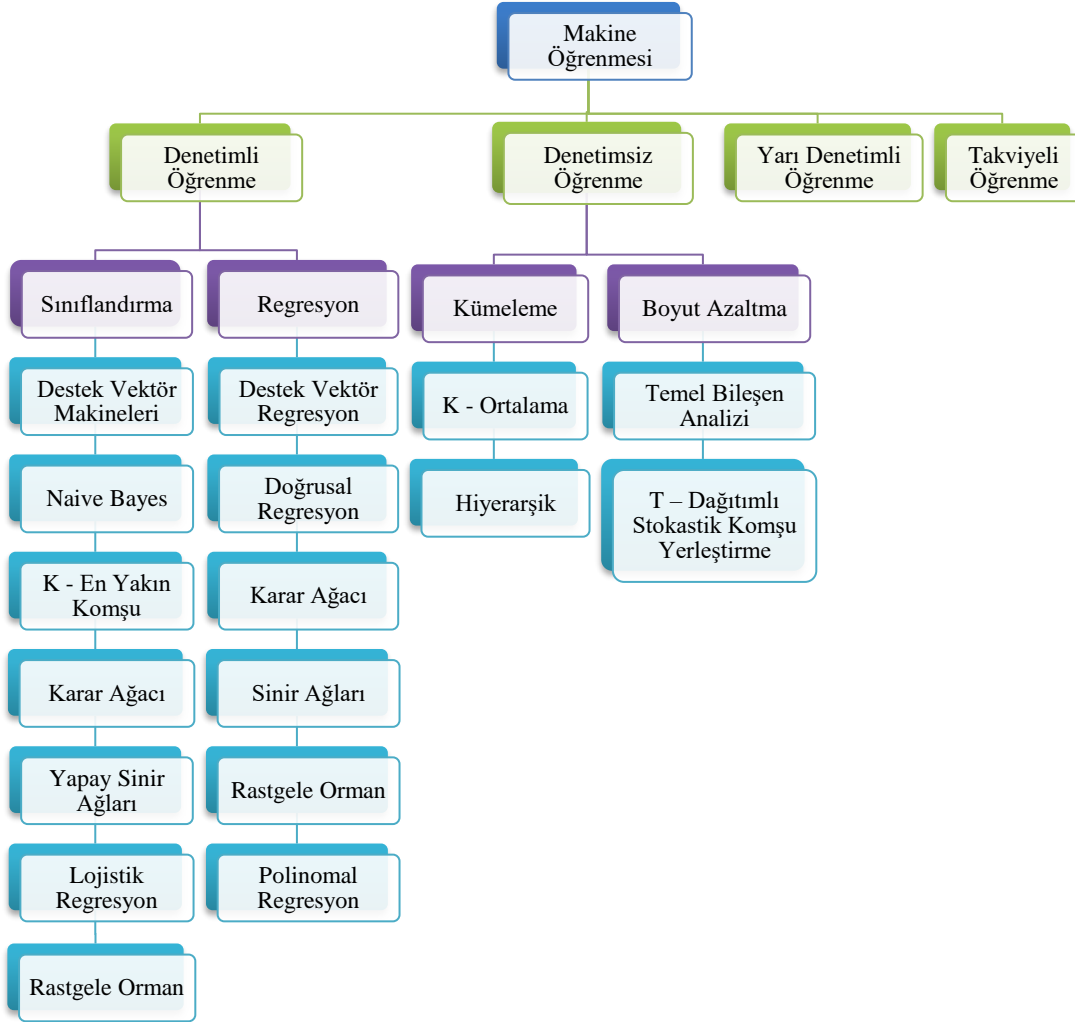 Makine
Öğrenmesi
Denetimli
Öğrenme
Denetimsiz
Öğrenme
Yarı Denetimli
Öğrenme
Takviyeli
Öğrenme
Sınıflandırma
Regresyon
Kümeleme
Boyut Azaltma
Destek Vektör
Makineleri
Naive Bayes
K - En Yakın
Komşu
Karar Ağacı
Yapay Sinir
Ağları
Lojistik
Regresyon
Rastgele Orman
Destek Vektör
Regresyon
Doğrusal
Regresyon
Karar Ağacı
Sinir Ağları
Rastgele Orman
Polinomal
Regresyon
K - Ortalama
Hiyerarşik
Temel Bileşen
Analizi
T – Dağıtımlı
Stokastik Komşu
Yerleştirme